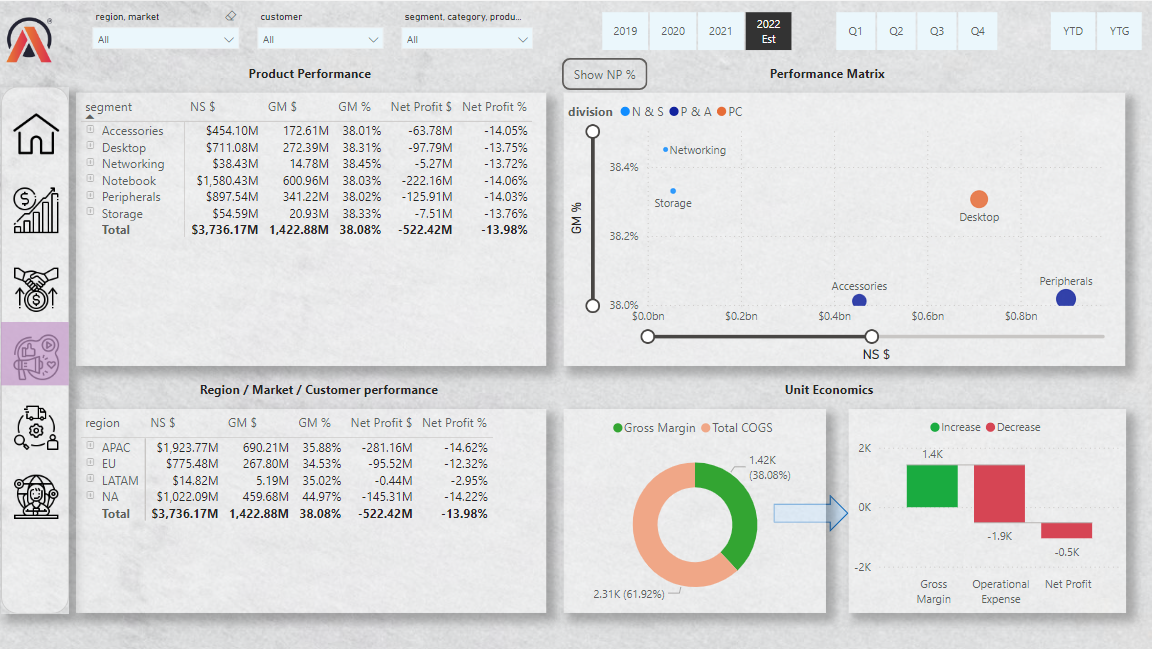 region, market
customer
segment, category, produ...
All
All
All
2019
2020
2021
2022
Est
Q1
Q2
Q3
Q4
YTD
YTG
Product Performance
Show NP %
Performance Matrix
segment NS $ GM $ GM % Net Profit $ Net Profit %
Accessories $454.10M 172.61M 38.01% -63.78M -14.05%
Desktop $711.08M 272.39M 38.31% -97.79M -13.75%
Networking $38.43M 14.78M 38.45% -5.27M -13.72%
Notebook $1,580.43M 600.96M 38.03% -222.16M -14.06%
Peripherals $897.54M 341.22M 38.02% -125.91M -14.03%
Storage $54.59M 20.93M 38.33% -7.51M -13.76%
Total $3,736.17M 1,422.88M 38.08% -522.42M -13.98%
division N & S P & A PC
GM %
38.4%
38.2%
38.0%
Networking
Storage
Desktop
Accessories
Peripherals
$0.0bn $0.2bn $0.4bn $0.6bn $0.8bn
NS $
Region / Market / Customer performance
region NS $ GM $ GM % Net Profit $ Net Profit %
APAC $1,923.77M 690.21M 35.88% -281.16M -14.62%
EU $775.48M 267.80M 34.53% -95.52M -12.32%
LATAM $14.82M 5.19M 35.02% -0.44M -2.95%
NA $1,022.09M 459.68M 44.97% -145.31M -14.22%
Total $3,736.17M 1,422.88M 38.08% -522.42M -13.98%
Unit Economics
Gross Margin Total COGS
1.42K
(38.08%)
2.31K (61.92%)
Increase Decrease
2K
0K
-2K
1.4K
-1.9K
-0.5K
Gross
Margin
Operational
Expense
Net Profit